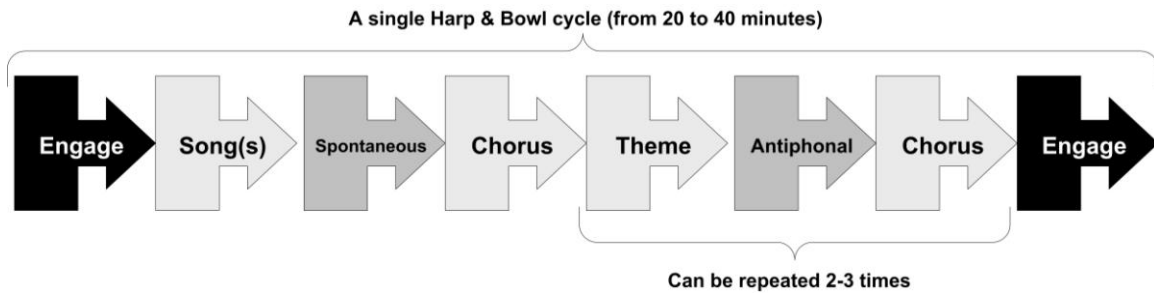 A single Harp & Bowl cycle (from 20 to 40 minutes)
Engage
Song(s)
Spontaneous
Chorus
Theme
Antiphonal
Chorus
Engage
Can be repeated 2-3 times